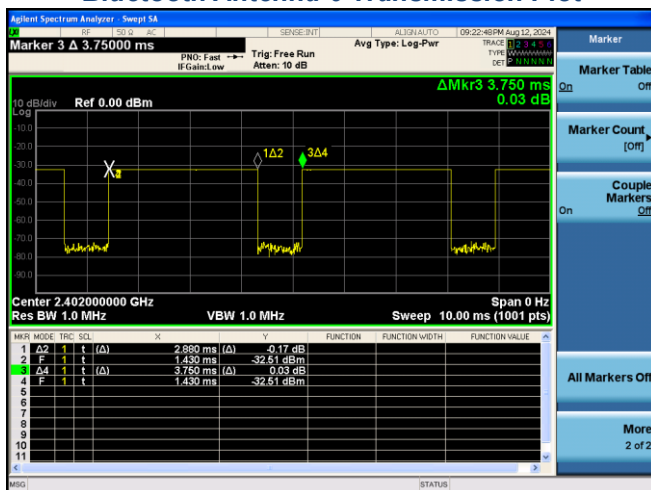 Bluetooth Antenna 0 Transmission Plot
Agilent Spectrum Analyzer - Swept SA
RF 50 Ω AC SENSE:INT ALIGNAUTO 09:22:48PM Aug 12, 2024
Marker 3 Δ 3.75000 ms
PNO: Fast
IFGain:Low
Trig: Free Run
Atten: 10 dB
Avg Type: Log-Pwr
TRACE 1 2 3 4 5 6
TYPE
DET P N N N N N
Marker
Marker Table
On Off
Marker Count
[Off]
Couple
Markers
On Off
All Markers Off
More
2 of 2
ΔMkr3 3.750 ms
0.03 dB
10 dB/div Ref 0.00 dBm
Log
-10.0
-20.0
-30.0
-40.0
-50.0
-60.0
-70.0
-80.0
-90.0
X
1Δ2
3Δ4
Center 2.402000000 GHz
Span 0 Hz
Res BW 1.0 MHz
VBW 1.0 MHz
Sweep 10.00 ms (1001 pts)
MKR MODE TRC SCL X Y FUNCTION FUNCTION WIDTH FUNCTION VALUE
1 Δ2 1 t (Δ) 2.880 ms (Δ) -0.17 dB
2 F 1 t 1.430 ms -32.51 dBm
3 Δ4 1 t (Δ) 3.750 ms (Δ) 0.03 dB
4 F 1 t 1.430 ms -32.51 dBm
5
6
7
8
9
10
11
MSG STATUS